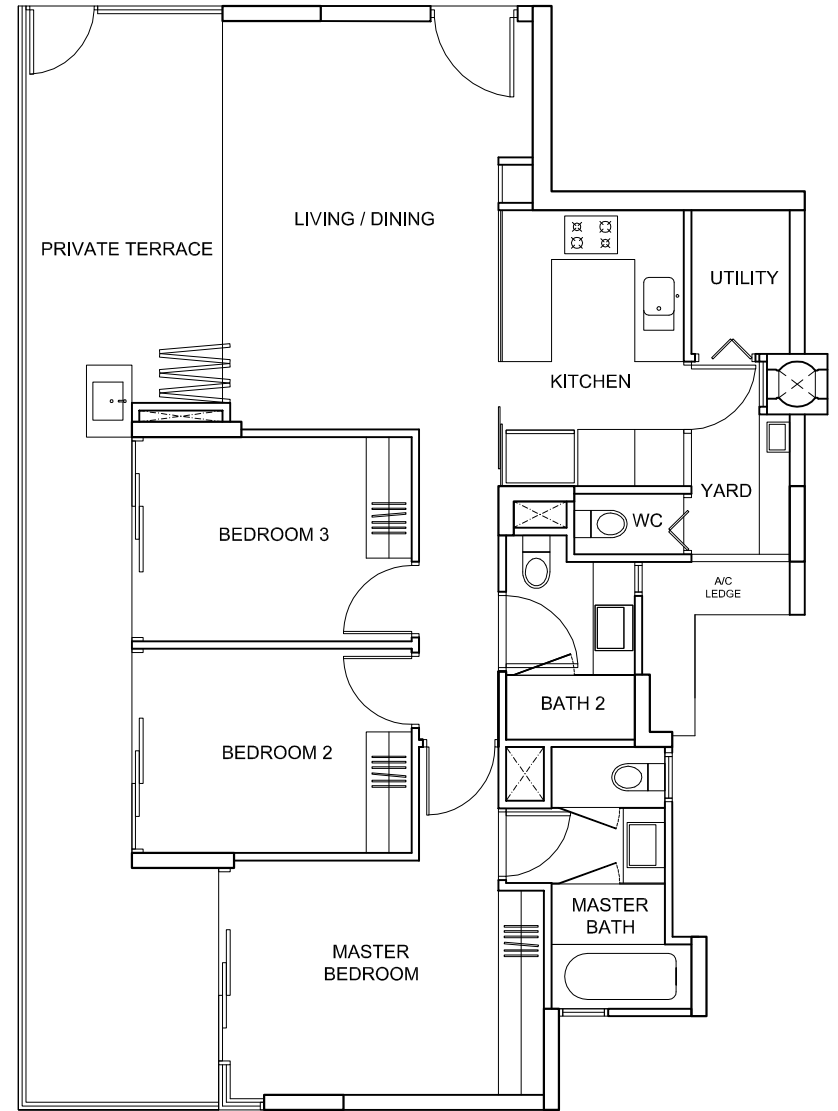 LIVING / DINING
PRIVATE TERRACE
UTILITY
KITCHEN
YARD
WC
BEDROOM 3
A/C
LEDGE
BATH 2
BEDROOM 2
MASTER
BATH
MASTER
BEDROOM